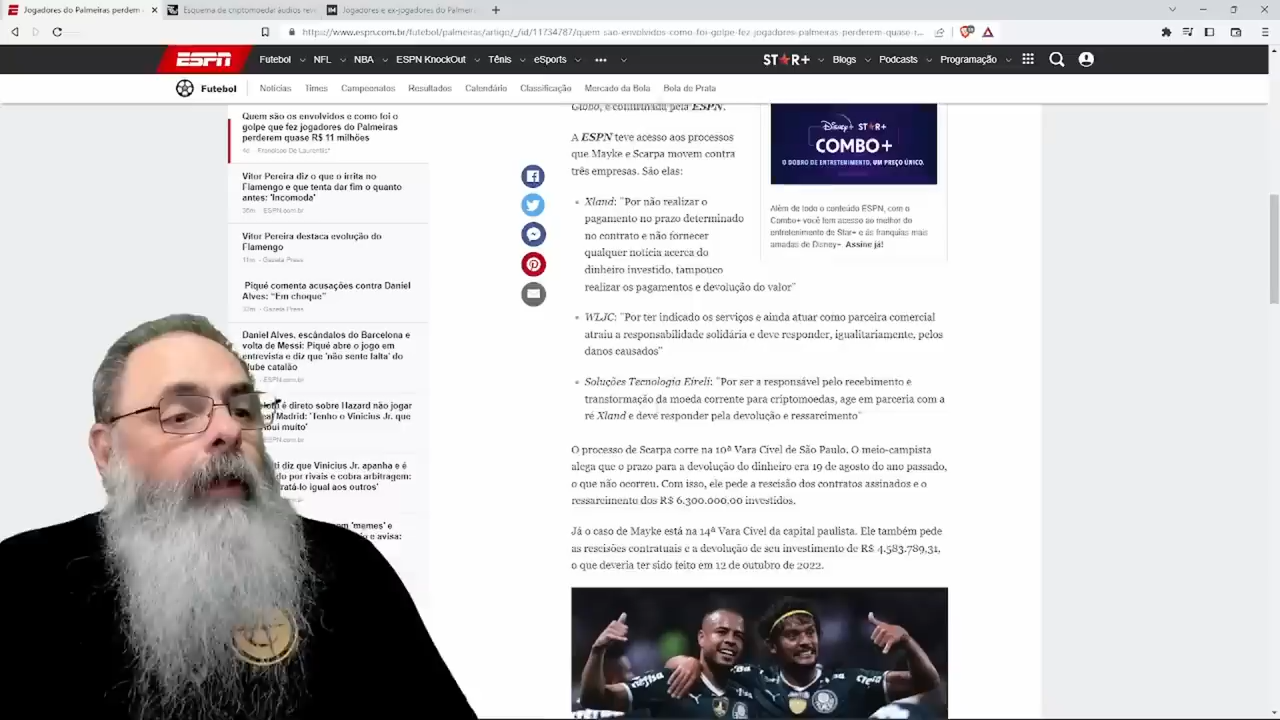 Jogadores do Palmeiras perdem
Esquema de criptomoeda: áudios rev
Jogadores e ex-jogadores do Palmei
https://www.espn.com.br/futebol/palmeiras/artigo/_/id/11734787/quem-sao-envolvidos-como-foi-golpe-fez-jogadores-palmeiras-perderem-quase-r...
ESPN
Futebol
NFL
NBA
ESPN KnockOut
Tênis
eSports
STAR+
Blogs
Podcasts
Programação
Futebol
Notícias
Times
Campeonatos
Resultados
Calendário
Classificação
Mercado da Bola
Bola de Prata
Quem são os envolvidos e como foi o
golpe que fez jogadores do Palmeiras
perderem quase R$ 11 milhões
4d - Francisco De Laurentiis*
Vítor Pereira diz o que o irrita no
Flamengo e que tenta dar fim o quanto
antes: 'Incomoda'
ESPN.com.br
Vítor Pereira destaca evolução do
Flamengo
Gazeta Press
Piqué comenta acusações contra Daniel
Alves: "Em choque"
Gazeta Press
Daniel Alves, escândalos do Barcelona e
volta de Messi: Piqué abre o jogo em
entrevista e diz que 'não sente falta' do
lube catalão
ESPN.com.br
é direto sobre Hazard não jogar
Madrid: 'Tenho o Vinicius Jr. que
muito'
ESPN.com.br
ti diz que Vinicius Jr. apanha e é
do por rivais e cobra arbitragem:
ratá-lo igual aos outros'
'memes' e
e avisa:
Globo, e confirmada pela ESPN.
A ESPN teve acesso aos processos
que Mayke e Scarpa movem contra
três empresas. São elas:
Xland: "Por não realizar o
pagamento no prazo determinado
no contrato e não fornecer
qualquer notícia acerca do
dinheiro investido, tampouco
realizar os pagamentos e devolução do valor"
WLJC: "Por ter indicado os serviços e ainda atuar como parceira comercial
atraiu a responsabilidade solidária e deve responder, igualitariamente, pelos
danos causados"
Soluções Tecnologia Eireli: "Por ser a responsável pelo recebimento e
transformação da moeda corrente para criptomoedas, age em parceria com a
ré Xland e deve responder pela devolução e ressarcimento"
O processo de Scarpa corre na 10ª Vara Cível de São Paulo. O meio-campista
alega que o prazo para a devolução do dinheiro era 19 de agosto do ano passado,
o que não ocorreu. Com isso, ele pede a rescisão dos contratos assinados e o
ressarcimento dos R$ 6.300.000,00 investidos.
Já o caso de Mayke está na 14ª Vara Cível da capital paulista. Ele também pede
as rescisões contratuais e a devolução de seu investimento de R$ 4.583.789,31,
o que deveria ter sido feito em 12 de outubro de 2022.
Disney+ STAR+
COMBO+
O DOBRO DE ENTRETENIMENTO, UM PREÇO ÚNICO.
Além de todo o conteúdo ESPN, com o
Combo+ você tem acesso ao melhor do
entretenimento de Star+ e às franquias mais
amadas de Disney+. Assine já!